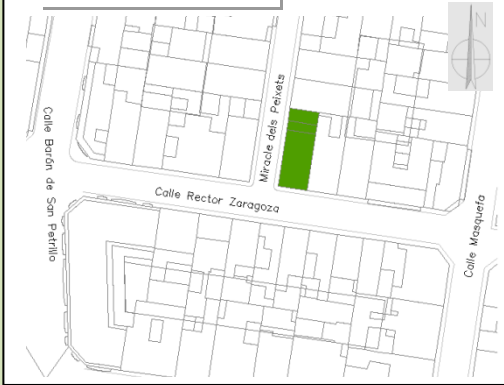 N
Miracle dels Peixets
Calle Barón de San Petrillo
Calle Rector Zaragoza
Calle Masquefa